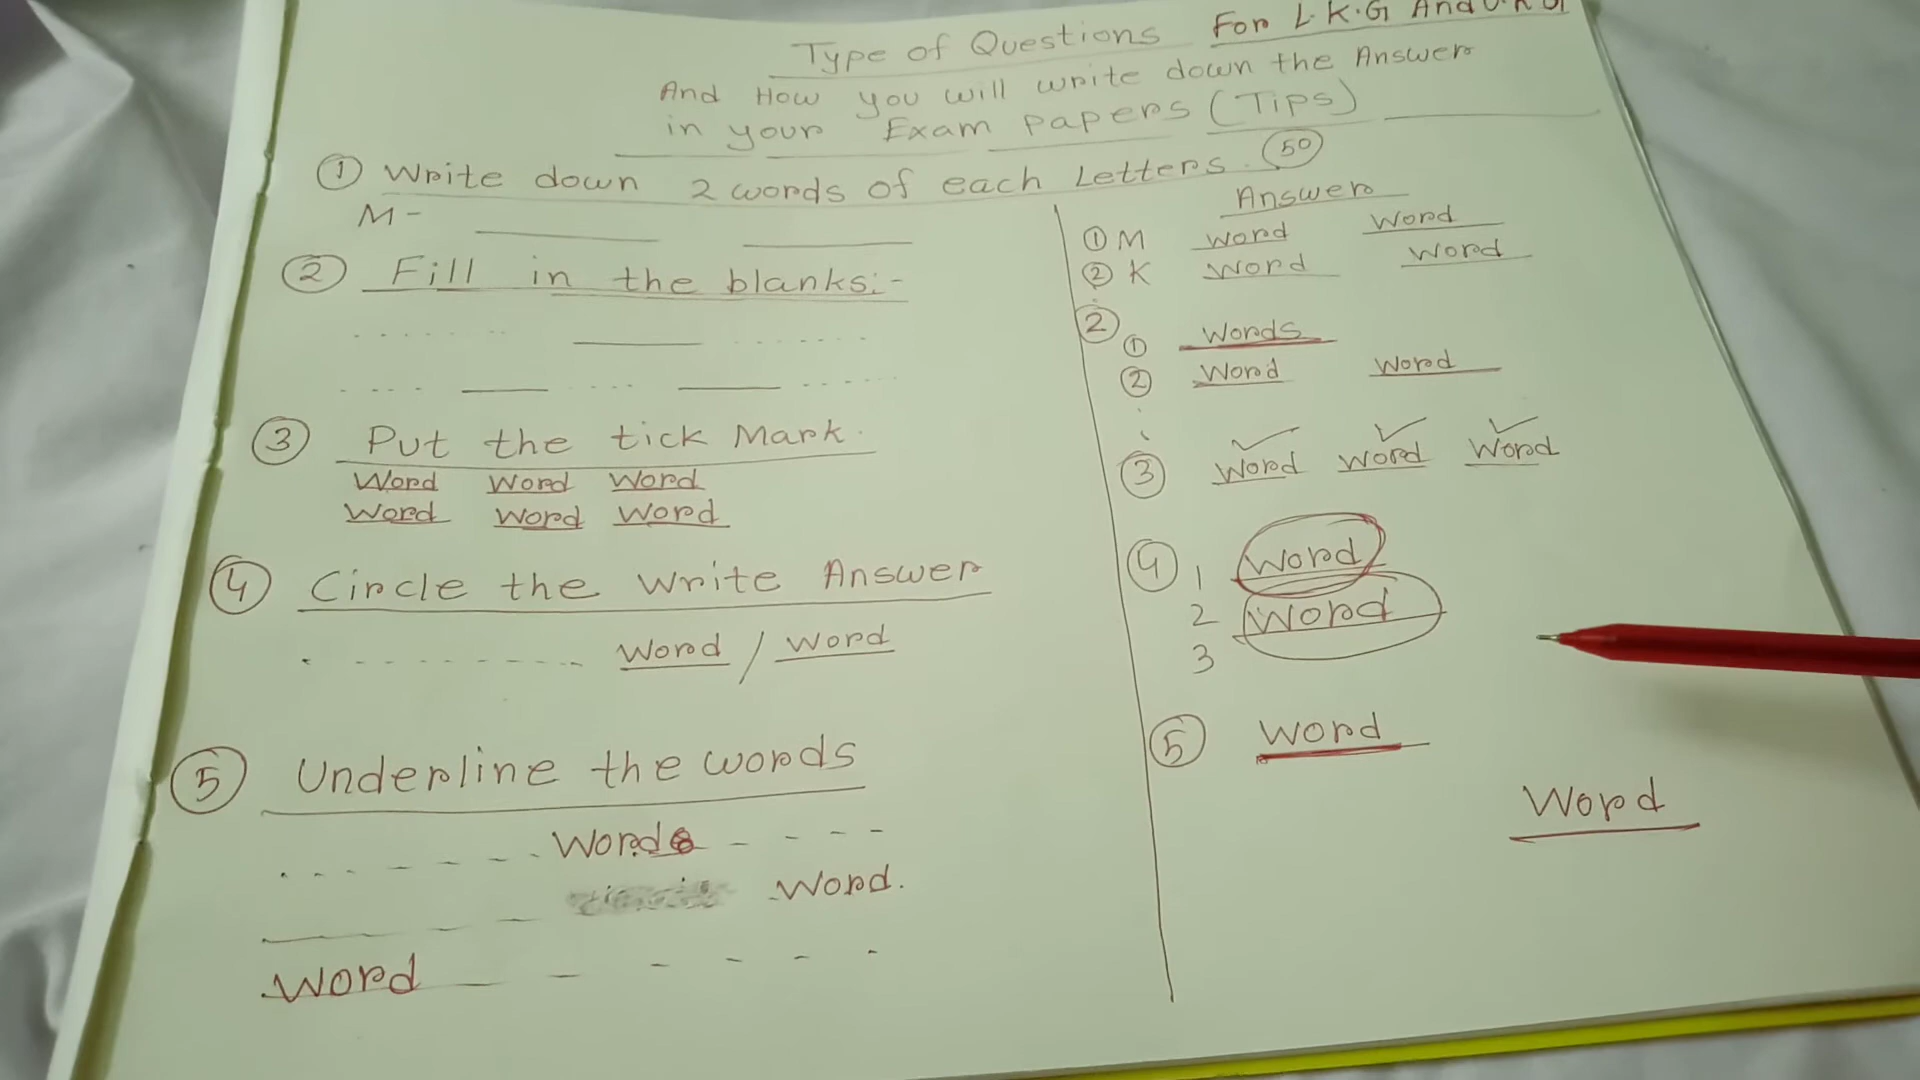 Type of Questions For L.K.G And U.K.G
And How you will write down the Answer
in your Exam papers (Tips)
① Write down 2 words of each Letters. 50
M-
② Fill in the blanks:-
③ Put the tick Mark.
Word Word Word
Word Word Word
④ Circle the Write Answer
Word / Word
⑤ Underline the words
Words
Word.
Word
Answer
① M Word Word
② K Word Word
②
① Words
② Word Word
③ Word Word Word
④ 1 Word
2 Word
3
⑤ Word
Word